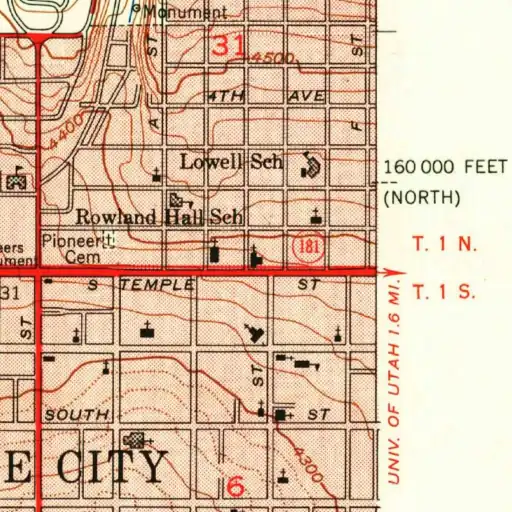 Monument
31
ST
ST
4500
4TH AVE
A
F
4400
Lowell Sch
160 000 FEET
(NORTH)
Rowland Hall Sch
Pioneer
Cem
181
T. 1 N.
S TEMPLE ST
T. 1 S.
31
ST
UNIV. OF UTAH 1.6 MI.
ST
SOUTH ST
4300
E CITY
6